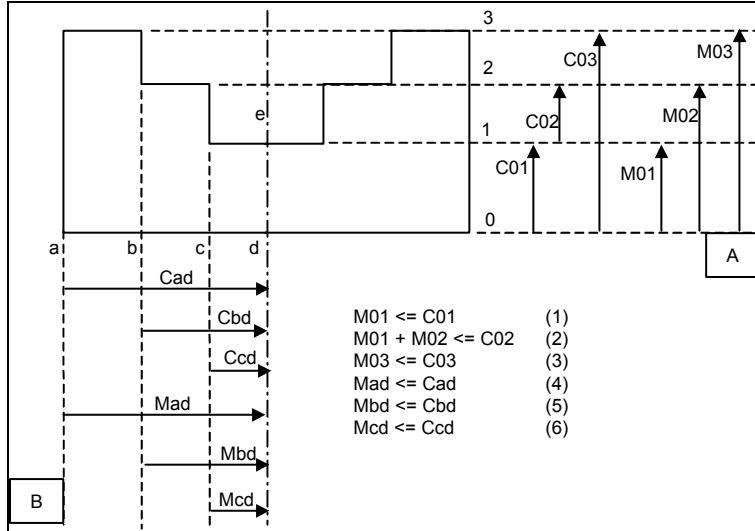 3
C03
M03
2
e
C02
M02
1
C01
M01
0
a
b
c
d
A
Cad
Cbd
M01 <= C01 (1)
M01 + M02 <= C02 (2)
Ccd
M03 <= C03 (3)
Mad <= Cad (4)
Mad
Mbd <= Cbd (5)
Mcd <= Ccd (6)
Mbd
B
Mcd